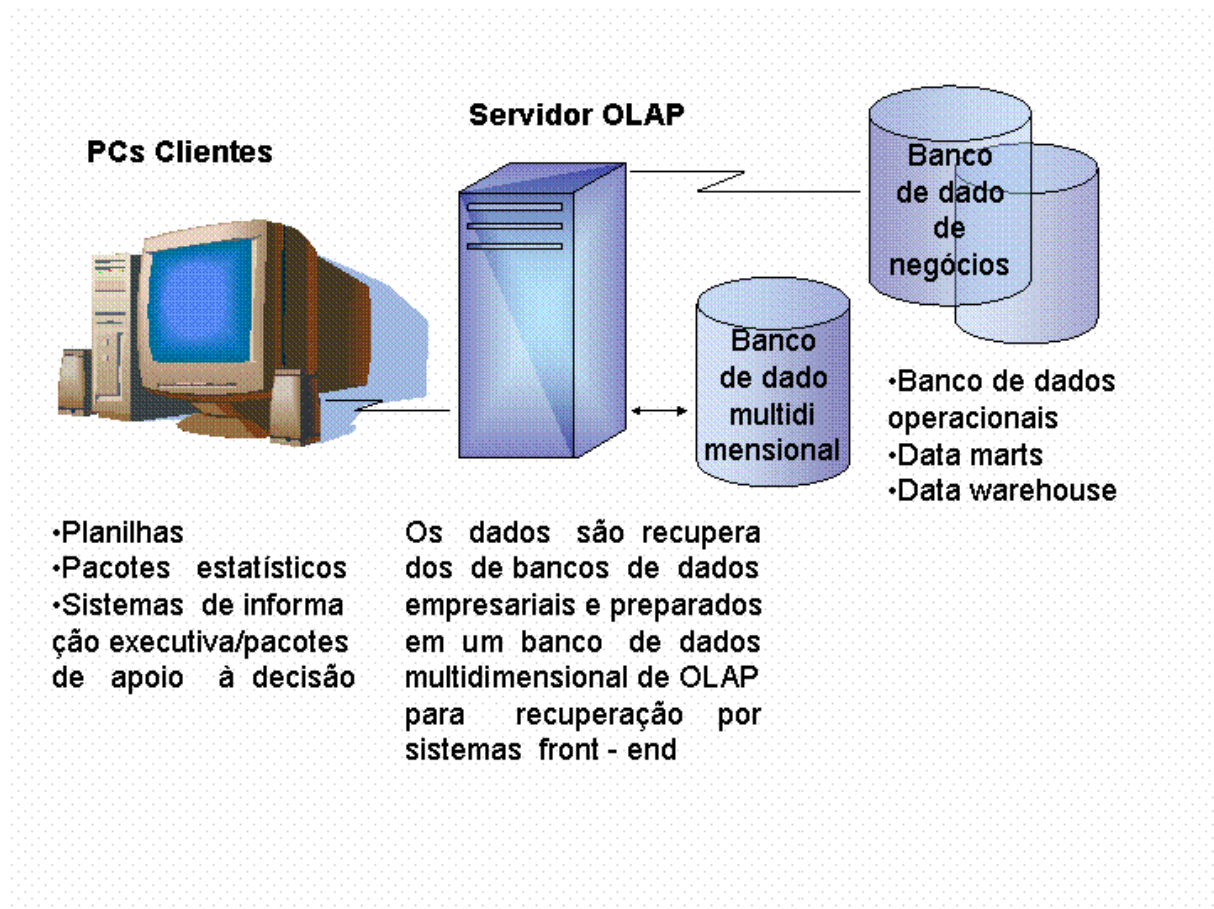 Servidor OLAP
PCs Clientes
Banco
de dado
de
negócios
Banco
de dado
multidi
mensional
•Banco de dados
operacionais
•Data marts
•Data warehouse
•Planilhas
•Pacotes estatísticos
•Sistemas de informa
ção executiva/pacotes
de apoio à decisão
Os dados são recupera
dos de bancos de dados
empresariais e preparados
em um banco de dados
multidimensional de OLAP
para recuperação por
sistemas front - end